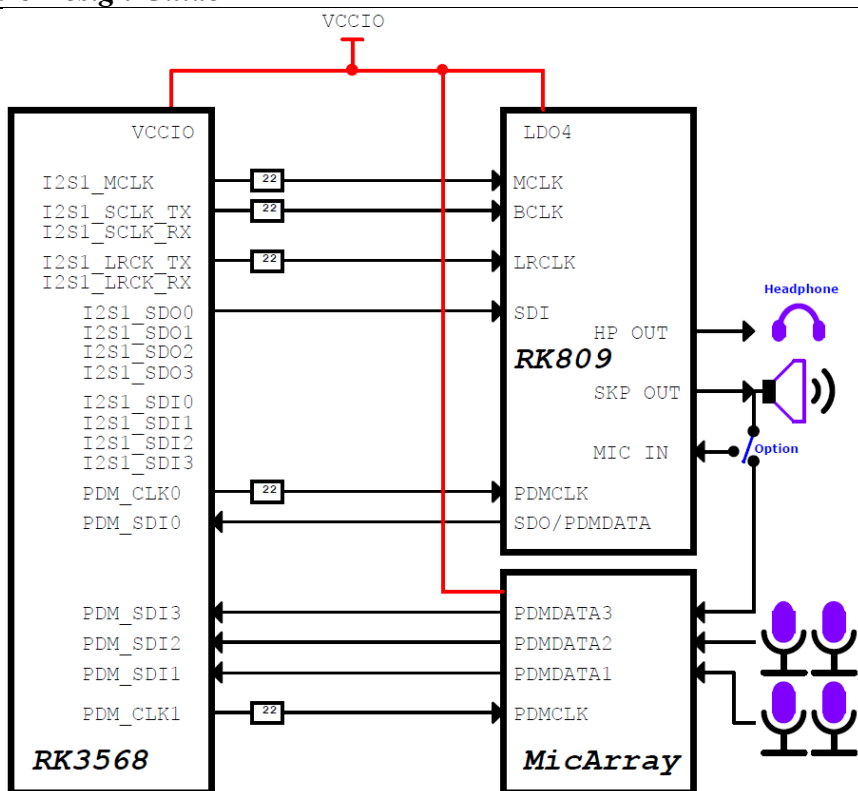 VCCIO
VCCIO
LDO4
I2S1_MCLK
22
MCLK
I2S1_SCLK_TX
22
BCLK
I2S1_SCLK_RX
I2S1_LRCK_TX
22
LRCLK
I2S1_LRCK_RX
I2S1_SDO0
SDI
I2S1_SDO1
I2S1_SDO2
I2S1_SDO3
Headphone
HP OUT
RK809
SKP OUT
I2S1_SDI0
I2S1_SDI1
I2S1_SDI2
I2S1_SDI3
MIC IN
Option
PDM_CLK0
22
PDMCLK
PDM_SDI0
SDO/PDMDATA
PDM_SDI3
PDMDATA3
PDM_SDI2
PDMDATA2
PDM_SDI1
PDMDATA1
PDM_CLK1
22
PDMCLK
RK3568
MicArray